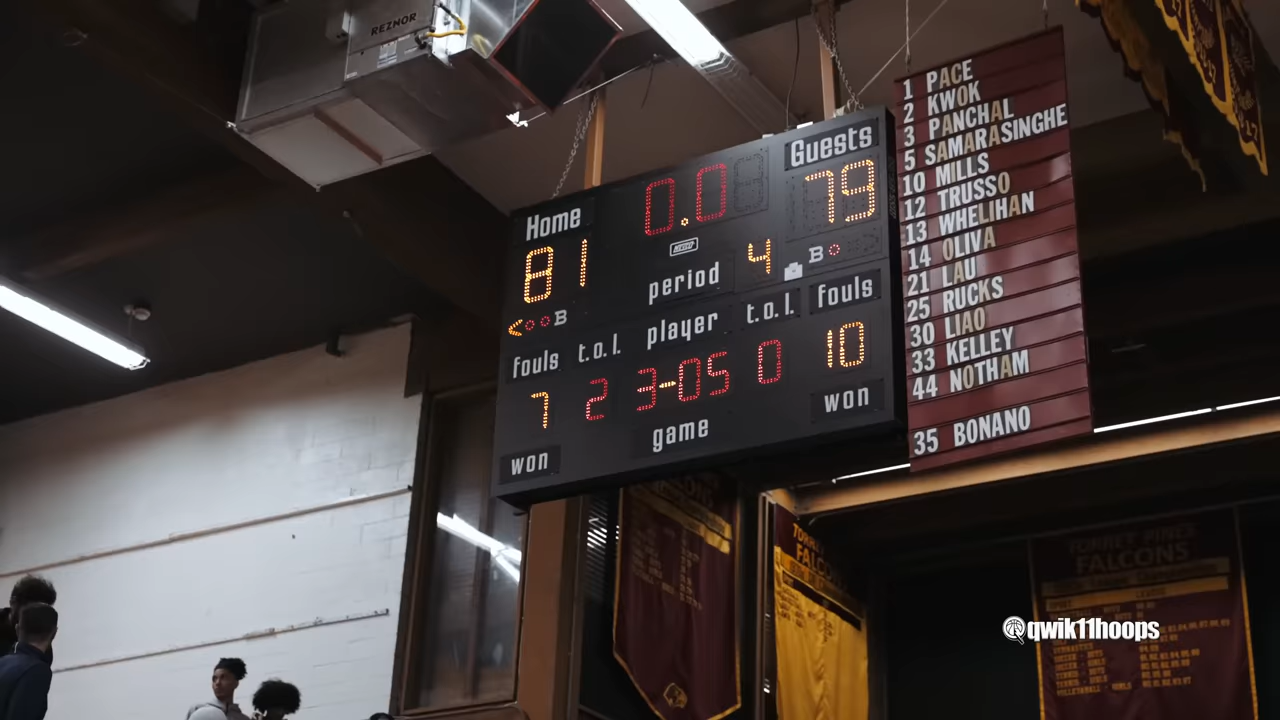 REZNOR
Home
81
0.0
Guests
79
NEVCO
period
4
B
B
fouls
t.o.l.
player
t.o.l.
fouls
7
2
3-05
0
10
won
game
won
1 PACE
2 KWOK
3 PANCHAL
5 SAMARASINGHE
10 MILLS
12 TRUSSO
13 WHELIHAN
14 OLIVA
21 LAU
25 RUCKS
30 LIAO
33 KELLEY
44 NOTHAM
35 BONANO
TORREY PINES
FALCONS
@qwik11hoops